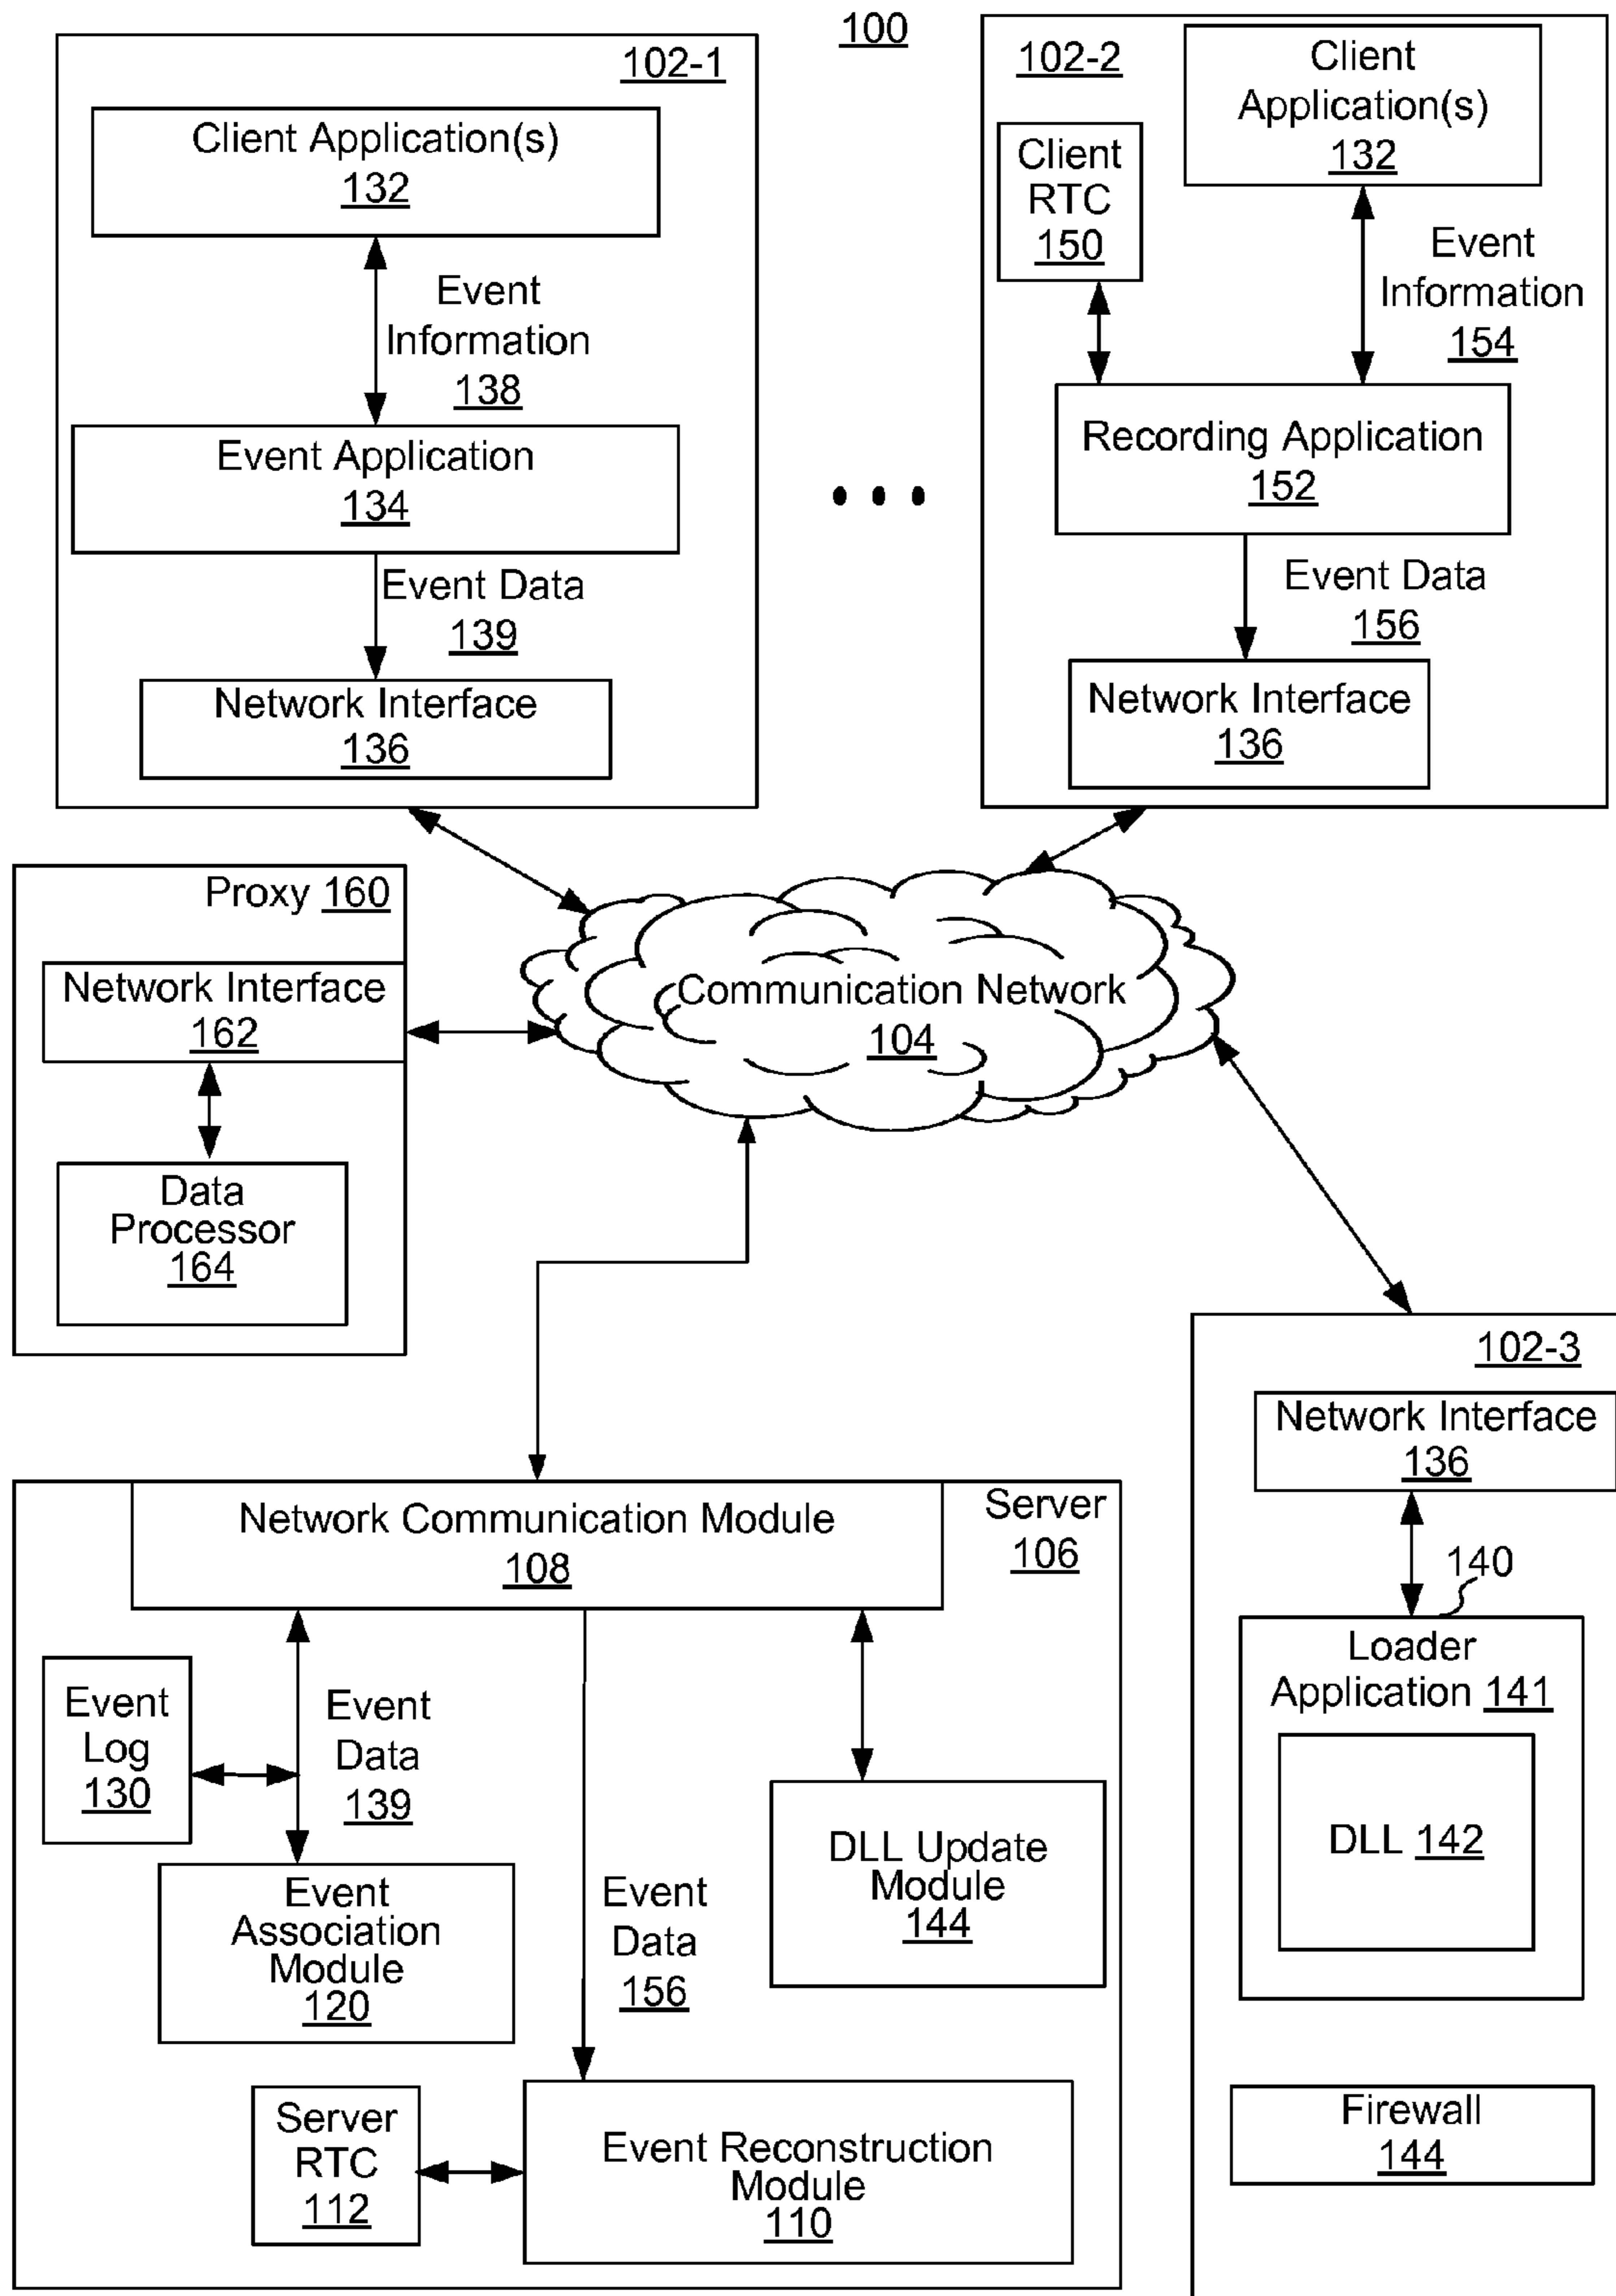 100
102-1
Client Application(s)
132
Event
Information
138
Event Application
134
Event Data
139
Network Interface
136
102-2
Client
Application(s)
132
Client
RTC
150
Event
Information
154
Recording Application
152
Event Data
156
Network Interface
136
Proxy 160
Network Interface
162
Data
Processor
164
Communication Network
104
102-3
Network Interface
136
140
Loader
Application 141
DLL 142
Firewall
144
Server
106
Network Communication Module
108
Event
Log
130
Event
Data
139
Event
Association
Module
120
Event
Data
156
DLL Update
Module
144
Server
RTC
112
Event Reconstruction
Module
110